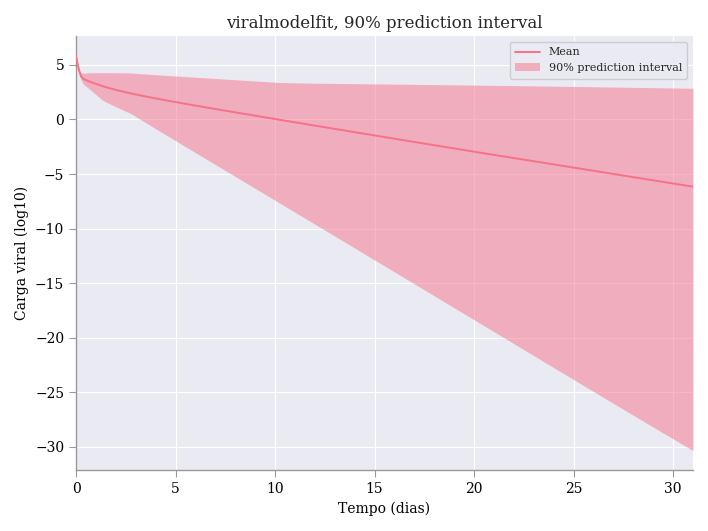 viralmodelfit, 90% prediction interval
Mean
90% prediction interval
Carga viral (log10)
5
0
−5
−10
−15
−20
−25
−30
0 5 10 15 20 25 30
Tempo (dias)